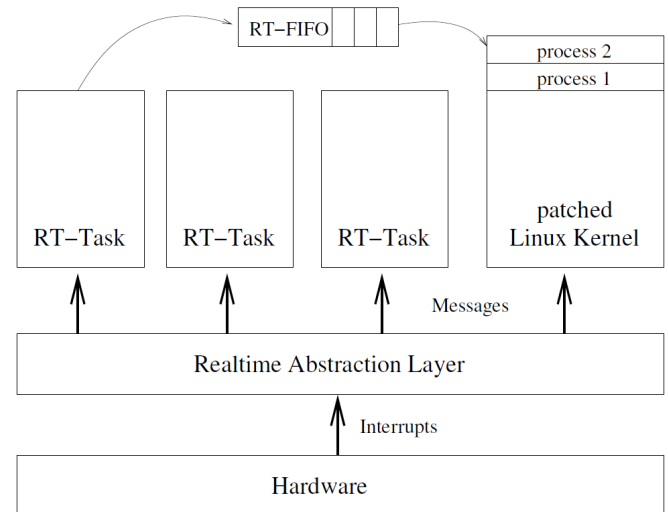 RT−FIFO
process 2
process 1
RT−Task
RT−Task
RT−Task
patched
Linux Kernel
Messages
Realtime Abstraction Layer
Interrupts
Hardware